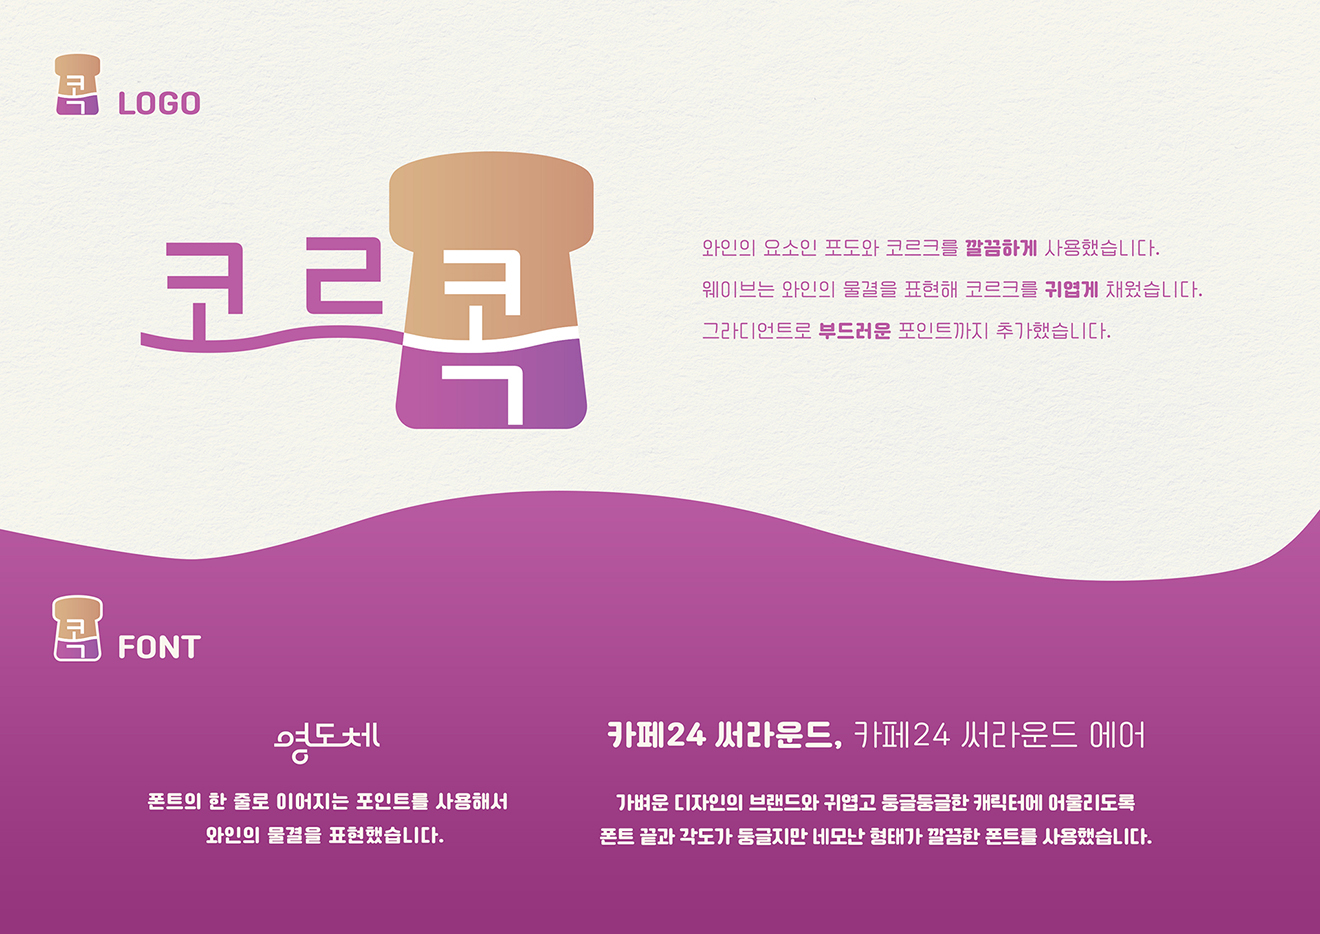 콕 LOGO
코르콕
와인의 요소인 포도와 코르크를 깔끔하게 사용했습니다.
웨이브는 와인의 물결을 표현해 코르크를 귀엽게 채웠습니다.
그라디언트로 부드러운 포인트까지 추가했습니다.
콕 FONT
영도체
폰트의 한 줄로 이어지는 포인트를 사용해서
와인의 물결을 표현했습니다.
카페24 써라운드, 카페24 써라운드 에어
가벼운 디자인의 브랜드와 귀엽고 둥글둥글한 캐릭터에 어울리도록
폰트 끝과 각도가 둥글지만 네모난 형태가 깔끔한 폰트를 사용했습니다.